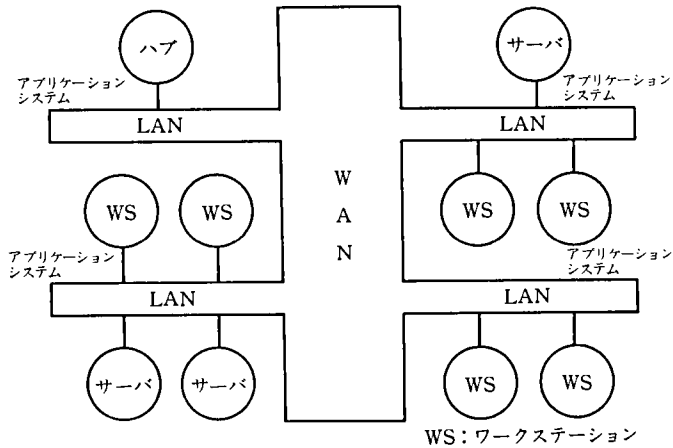 ハブ
サーバ
アプリケーション
システム
アプリケーション
システム
LAN
LAN
WS
WS
W
A
N
WS
WS
アプリケーション
システム
アプリケーション
システム
LAN
LAN
サーバ
サーバ
WS
WS
WS:ワークステーション